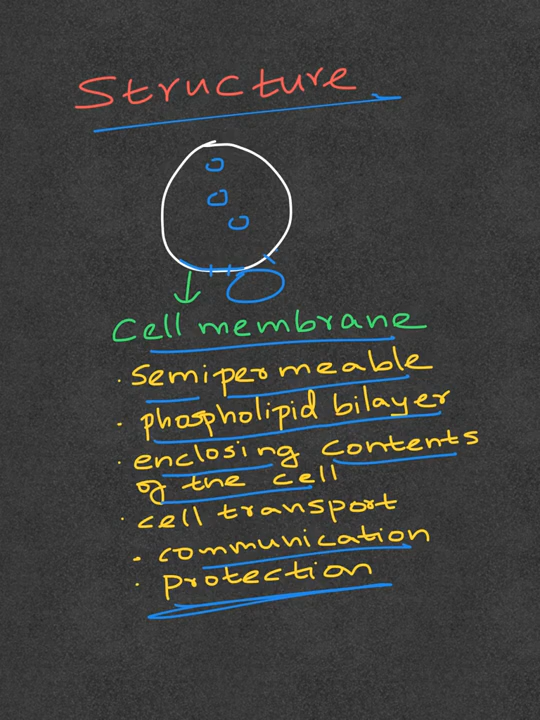 Structure
Cell membrane
· semipermeable
· phospholipid bilayer
· enclosing contents
of the cell
· cell transport
· communication
· protection